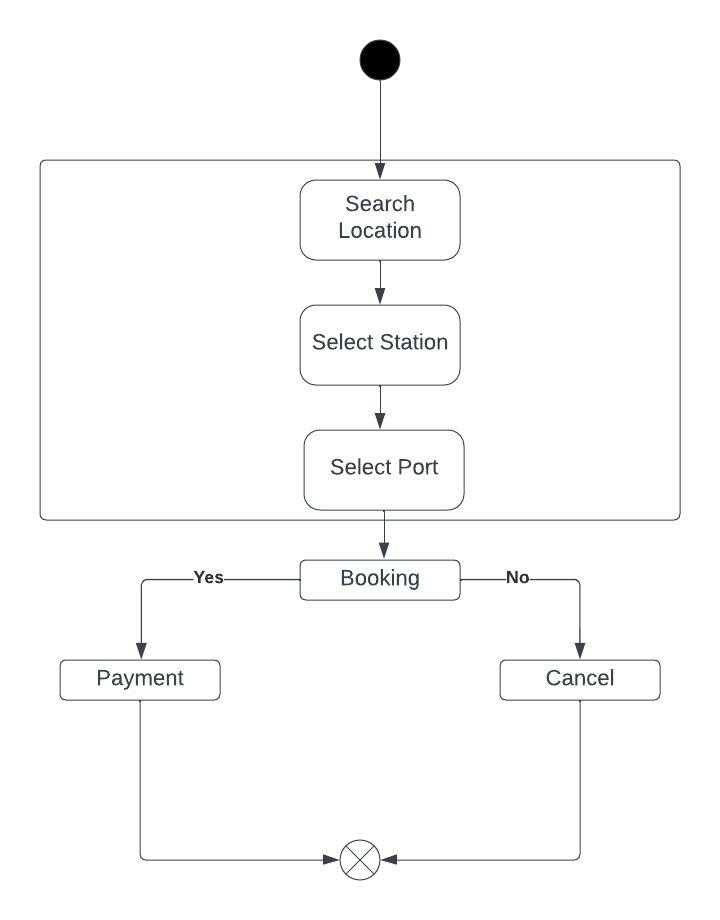 Search
Location
Select Station
Select Port
Yes
Booking
No
Payment
Cancel